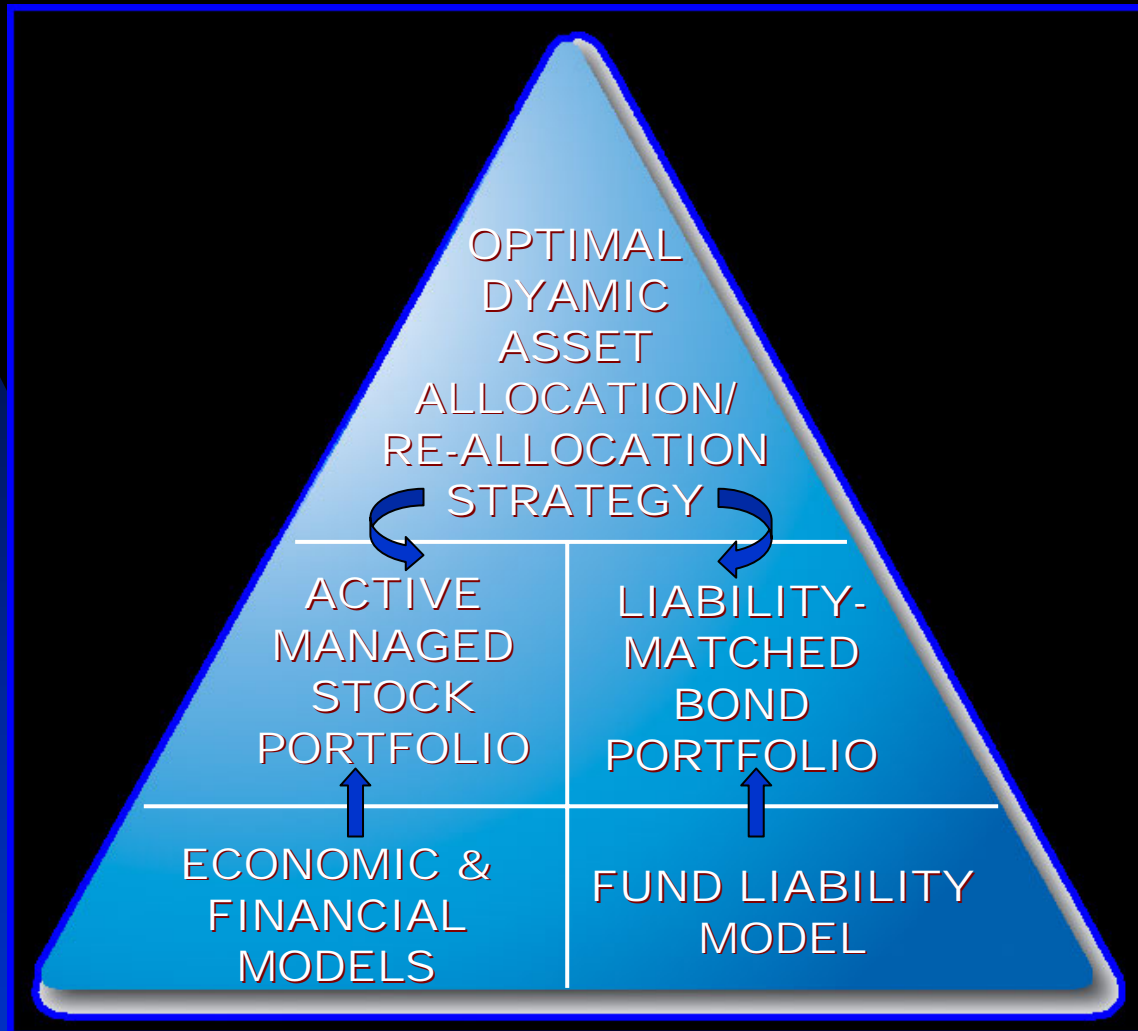 OPTIMAL
DYAMIC
ASSET
ALLOCATION/
RE-ALLOCATION
STRATEGY
ACTIVE
MANAGED
STOCK
PORTFOLIO
LIABILITY-
MATCHED
BOND
PORTFOLIO
ECONOMIC &
FINANCIAL
MODELS
FUND LIABILITY
MODEL